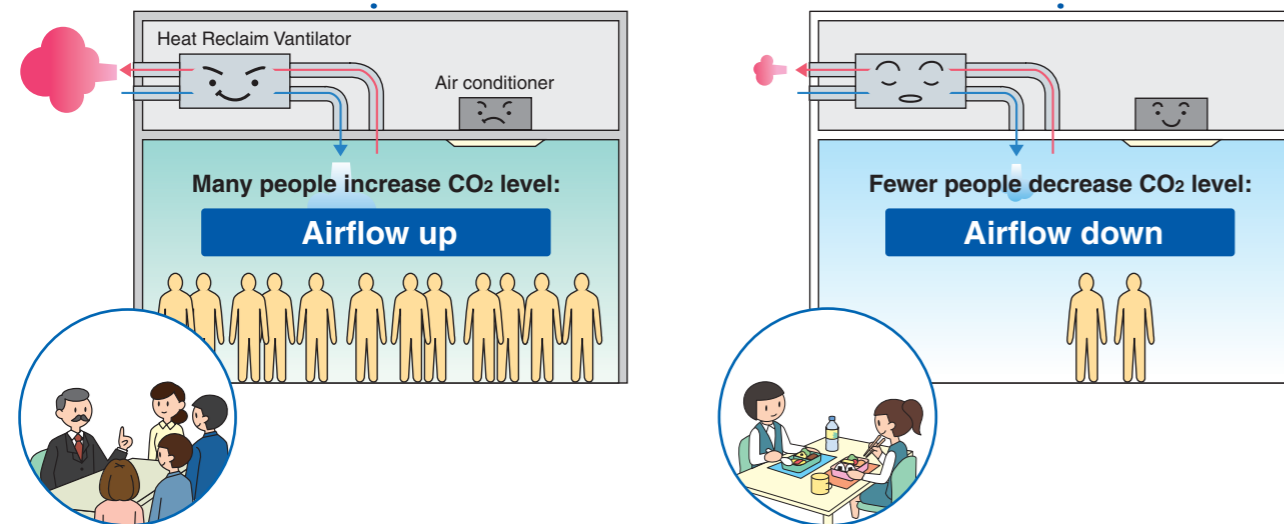 Heat Reclaim Vantilator
Air conditioner
Many people increase CO₂ level:
Airflow up
Fewer people decrease CO₂ level:
Airflow down